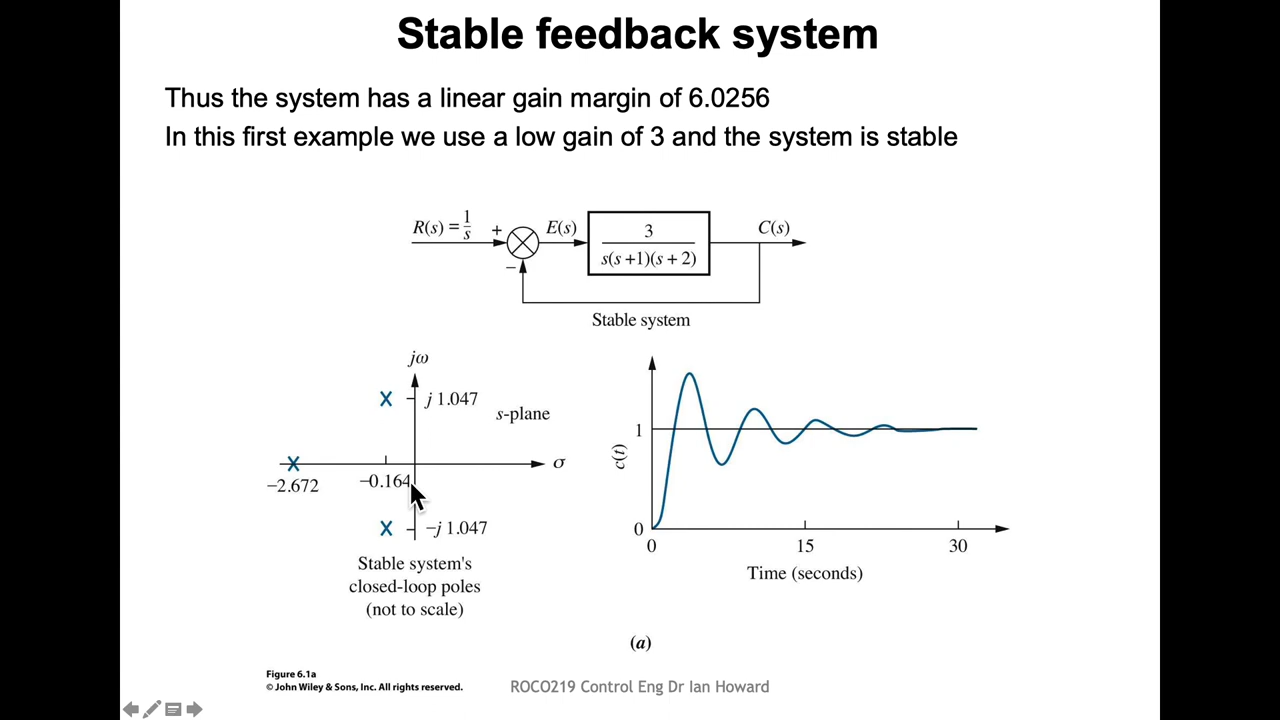 Stable feedback system
Thus the system has a linear gain margin of 6.0256
In this first example we use a low gain of 3 and the system is stable
R(s) = 1/s
+
−
E(s)
3
s(s +1)(s + 2)
C(s)
Stable system
jω
j 1.047
s-plane
σ
−2.672
−0.164
−j 1.047
Stable system's
closed-loop poles
(not to scale)
c(t)
1
0
0
15
30
Time (seconds)
(a)
Figure 6.1a
© John Wiley & Sons, Inc. All rights reserved.
ROCO219 Control Eng Dr Ian Howard